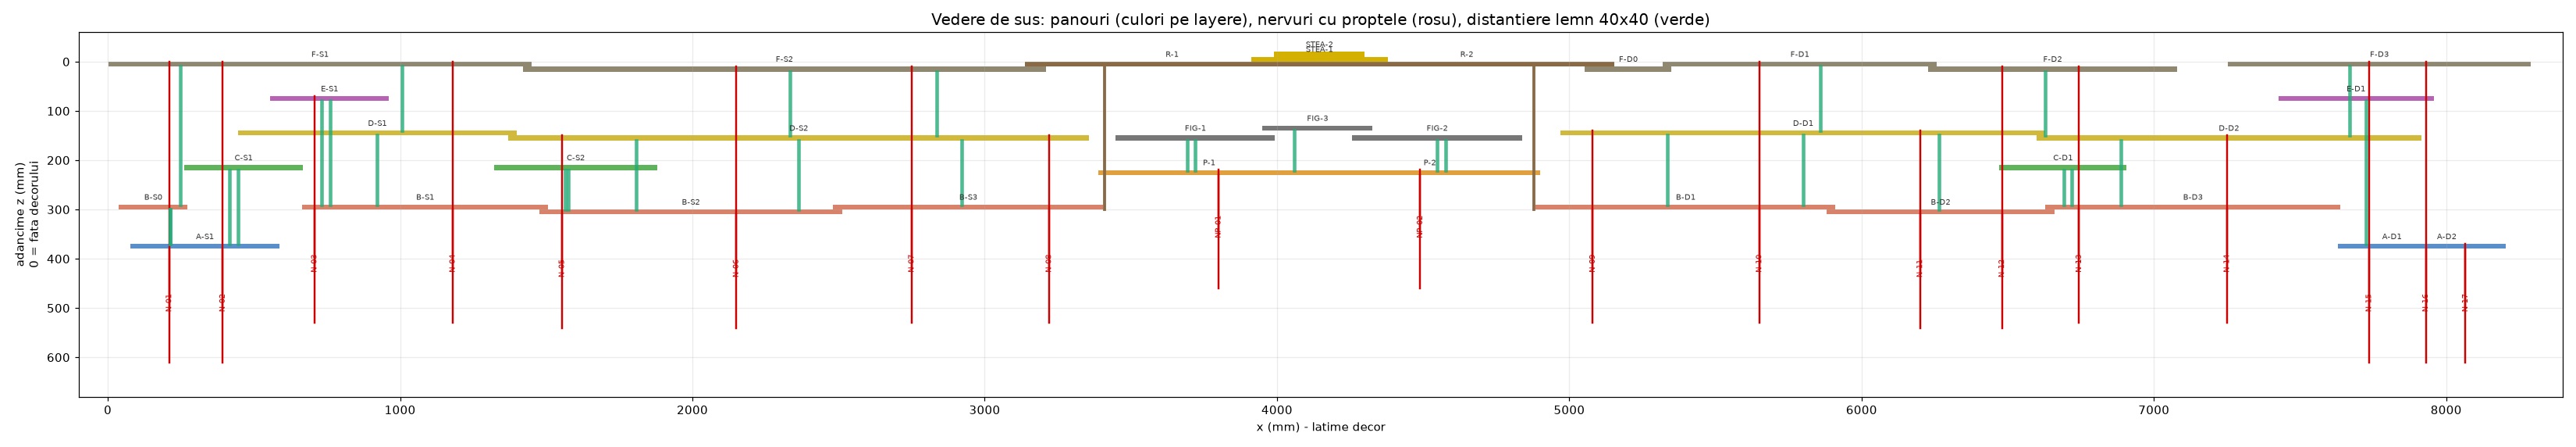 Vedere de sus: panouri (culori pe layere), nervuri cu proptele (rosu), distantiere lemn 40x40 (verde)
STEA-2
STEA-1
F-S1
F-S2
R-1
R-2
F-D0
F-D1
F-D2
F-D3
E-S1
E-D1
D-S1
D-S2
FIG-1
FIG-3
FIG-2
D-D1
D-D2
C-S1
C-S2
P-1
P-2
C-D1
B-S0
B-S1
B-S2
B-S3
B-D1
B-D2
B-D3
A-S1
A-D1
A-D2
N-01
N-02
N-03
N-04
N-05
N-06
N-07
N-08
NP-01
NP-02
N-09
N-10
N-11
N-12
N-13
N-14
N-15
N-16
N-17
adancime z (mm)
0 = fata decorului
0
100
200
300
400
500
600
0
1000
2000
3000
4000
5000
6000
7000
8000
x (mm) - latime decor